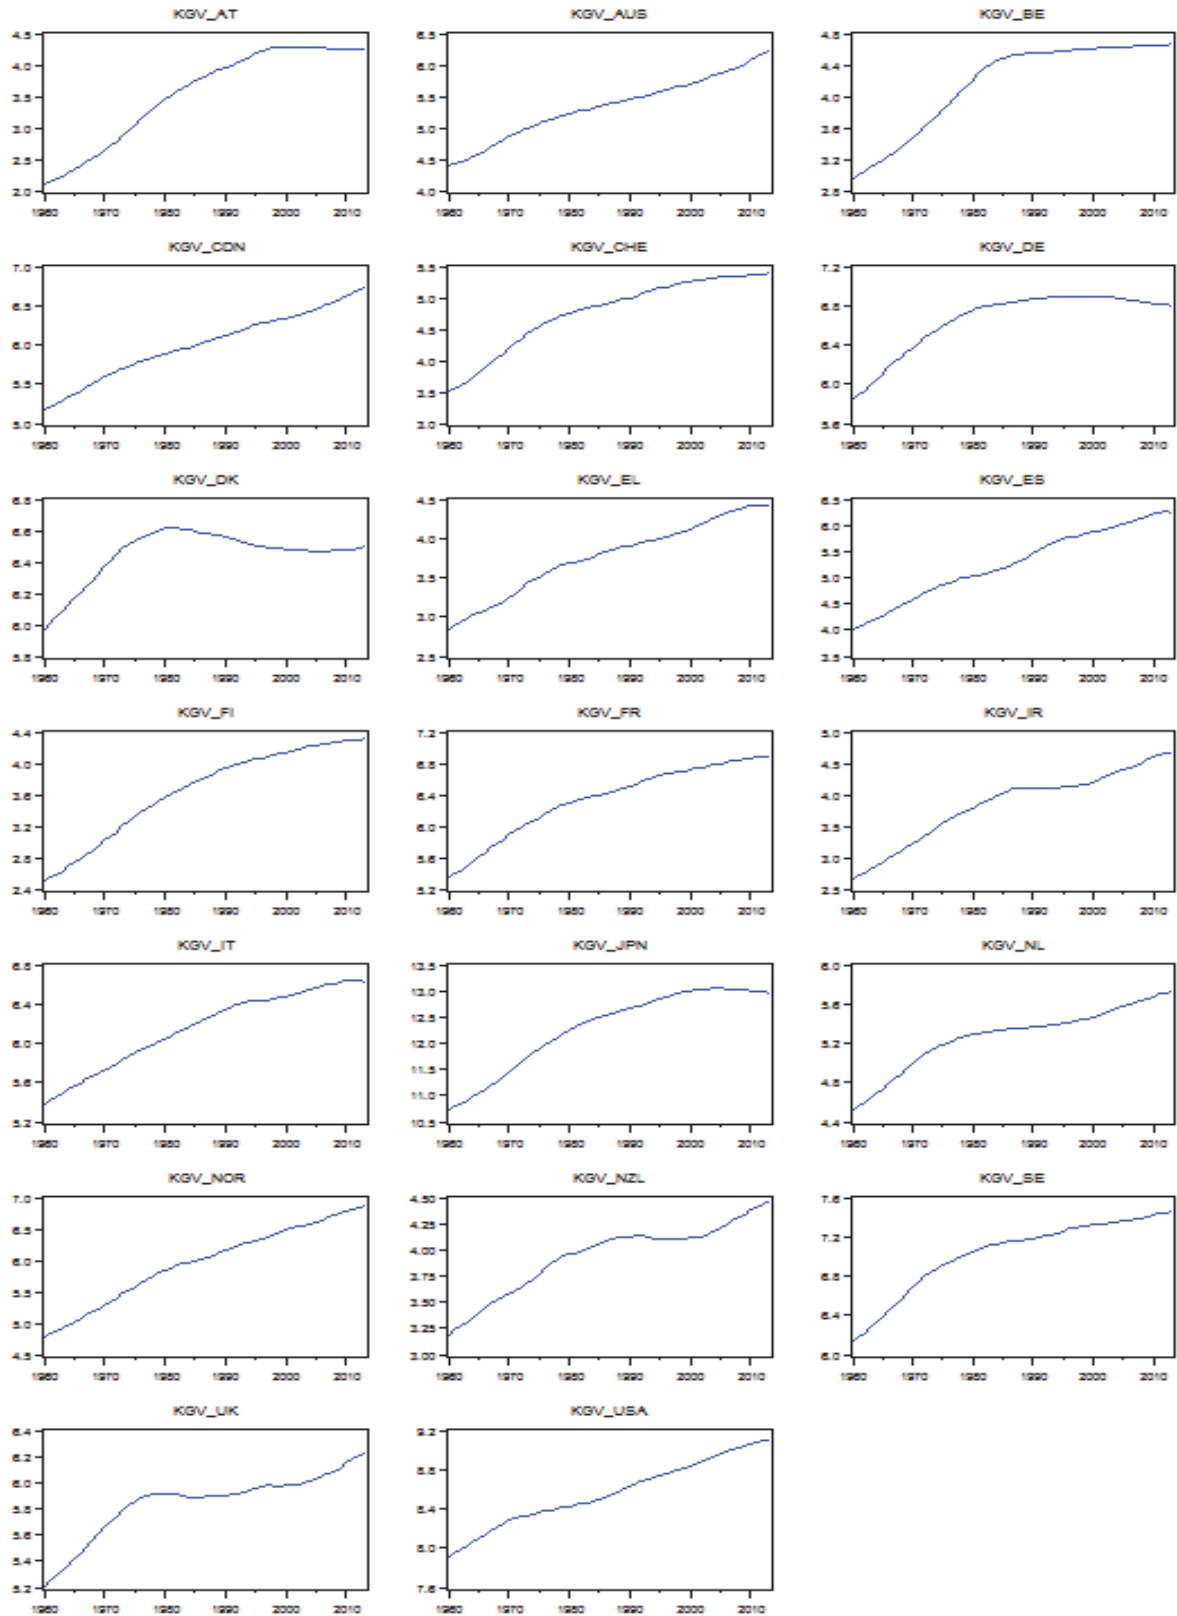 KGV_AT KGV_AUS KGV_BE
4.5 6.5 4.8
4.0 6.0 4.4
3.5 5.5 4.0
3.0 5.0 3.6
2.5 4.5 3.2
2.0 4.0 2.8
1960 1970 1980 1990 2000 2010 1960 1970 1980 1990 2000 2010 1960 1970 1980 1990 2000 2010
KGV_CDN KGV_CHE KGV_DE
7.0 5.5 7.2
6.5 5.0 6.8
6.0 4.5 6.4
5.5 4.0 6.0
5.0 3.5 5.6
3.0
1960 1970 1980 1990 2000 2010 1960 1970 1980 1990 2000 2010 1960 1970 1980 1990 2000 2010
KGV_DK KGV_EL KGV_ES
6.8 4.5 6.5
6.6 4.0 6.0
6.4 3.5 5.5
6.2 3.0 5.0
6.0 2.5 4.5
5.8 4.0
3.5
1960 1970 1980 1990 2000 2010 1960 1970 1980 1990 2000 2010 1960 1970 1980 1990 2000 2010
KGV_FI KGV_FR KGV_IR
4.4 7.2 5.0
4.0 6.8 4.5
3.6 6.4 4.0
3.2 6.0 3.5
2.8 5.6 3.0
2.4 5.2 2.5
1960 1970 1980 1990 2000 2010 1960 1970 1980 1990 2000 2010 1960 1970 1980 1990 2000 2010
KGV_IT KGV_JPN KGV_NL
6.8 13.5 6.0
6.4 13.0 5.6
6.0 12.5 5.2
5.6 12.0 4.8
5.2 11.5 4.4
11.0
10.5
1960 1970 1980 1990 2000 2010 1960 1970 1980 1990 2000 2010 1960 1970 1980 1990 2000 2010
KGV_NOR KGV_NZL KGV_SE
7.0 4.50 7.6
6.5 4.25 7.2
6.0 4.00 6.8
5.5 3.75 6.4
5.0 3.50 6.0
4.5 3.25
3.00
1960 1970 1980 1990 2000 2010 1960 1970 1980 1990 2000 2010 1960 1970 1980 1990 2000 2010
KGV_UK KGV_USA
6.4 9.2
6.2 8.8
6.0 8.4
5.8 8.0
5.6 7.6
5.4
5.2
1960 1970 1980 1990 2000 2010 1960 1970 1980 1990 2000 2010